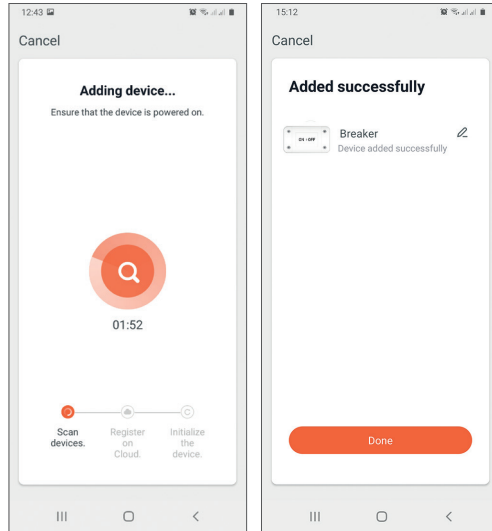 12:43
Cancel
Adding device...
Ensure that the device is powered on.
01:52
Scan
devices.
Register
on
Cloud.
Initialize
the
device.
15:12
Cancel
Added successfully
ON - OFF
Breaker
Device added successfully
Done